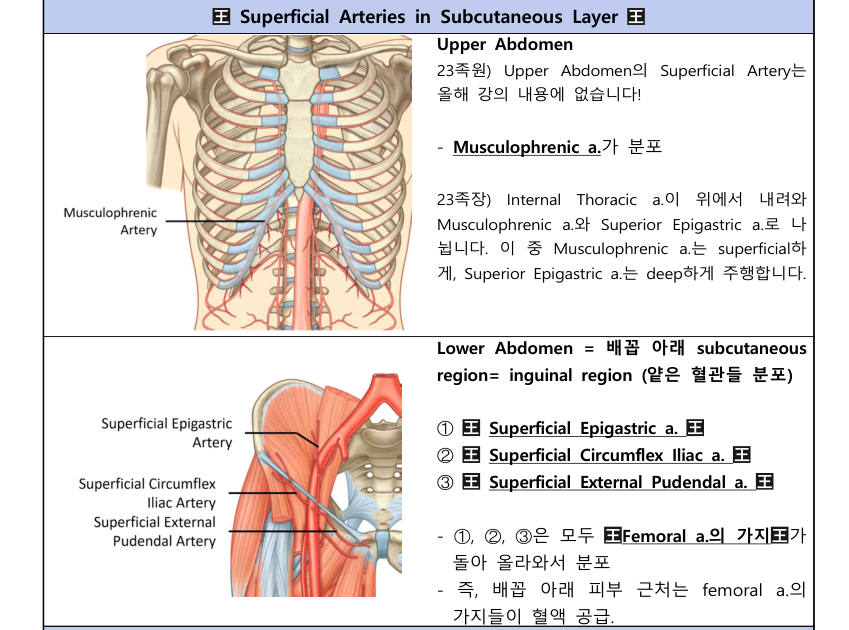 王 Superficial Arteries in Subcutaneous Layer 王
Musculophrenic
Artery
Upper Abdomen
23족원) Upper Abdomen의 Superficial Artery는
올해 강의 내용에 없습니다!
- Musculophrenic a.가 분포
23족장) Internal Thoracic a.이 위에서 내려와
Musculophrenic a.와 Superior Epigastric a.로 나
뉩니다. 이 중 Musculophrenic a.는 superficial하
게, Superior Epigastric a.는 deep하게 주행합니다.
Superficial Epigastric
Artery
Superficial Circumflex
Iliac Artery
Superficial External
Pudendal Artery
Lower Abdomen = 배꼽 아래 subcutaneous
region= inguinal region (얕은 혈관들 분포)
① 王 Superficial Epigastric a. 王
② 王 Superficial Circumflex Iliac a. 王
③ 王 Superficial External Pudendal a. 王
- ①, ②, ③은 모두 王Femoral a.의 가지王가
돌아 올라와서 분포
- 즉, 배꼽 아래 피부 근처는 femoral a.의
가지들이 혈액 공급.